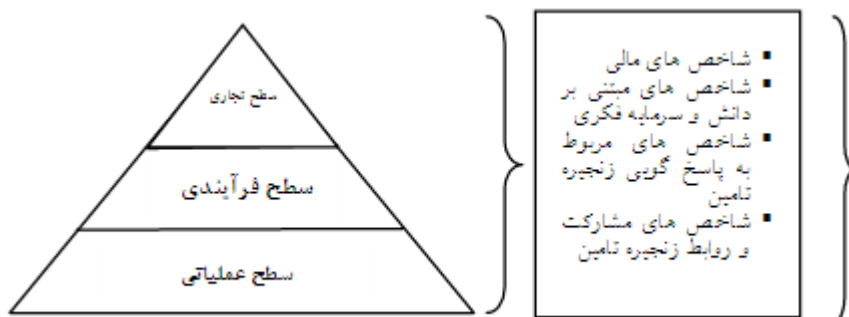 سطح تجاری
سطح فرآیندی
سطح عملیاتی
▪ شاخص های مالی
▪ شاخص های مبتنی بر
دانش و سرمایه فکری
▪ شاخص های مربوط
به پاسخ گویی زنجیره
تامین
▪ شاخص های مشارکت
و روابط زنجیره تامین